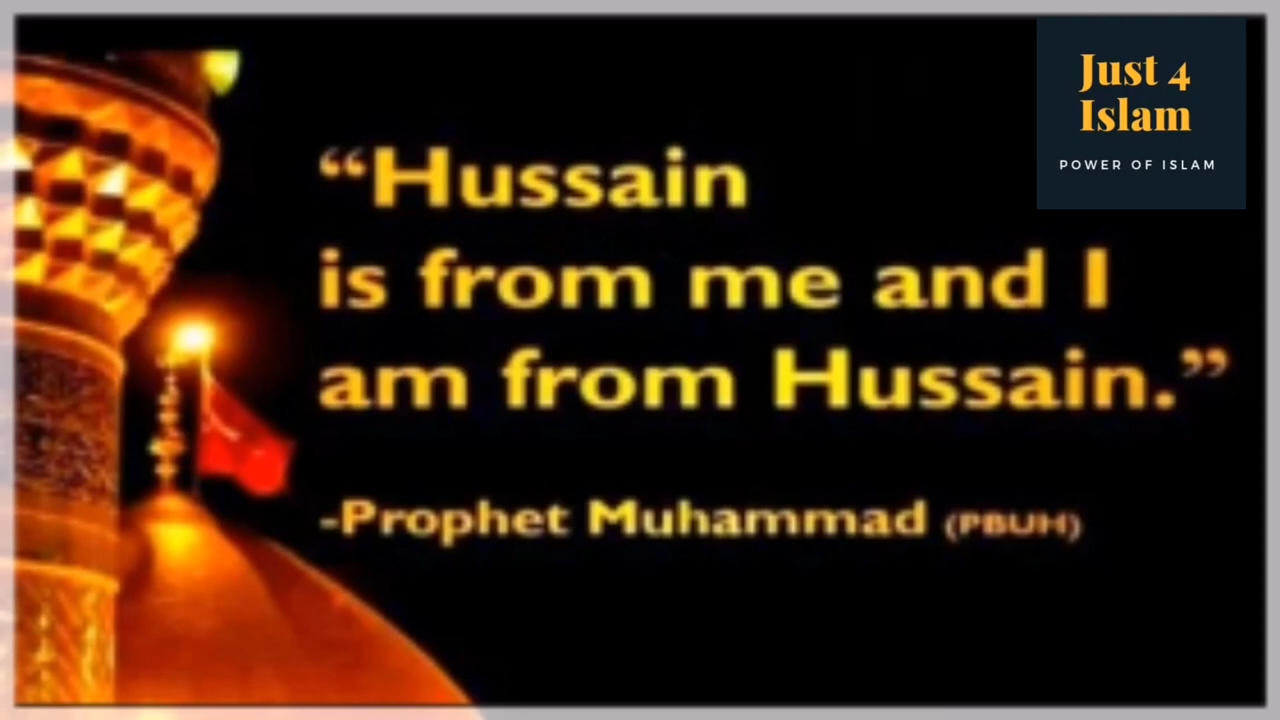 Just 4
Islam
POWER OF ISLAM
“Hussain
is from me and I
am from Hussain.”
-Prophet Muhammad (PBUH)